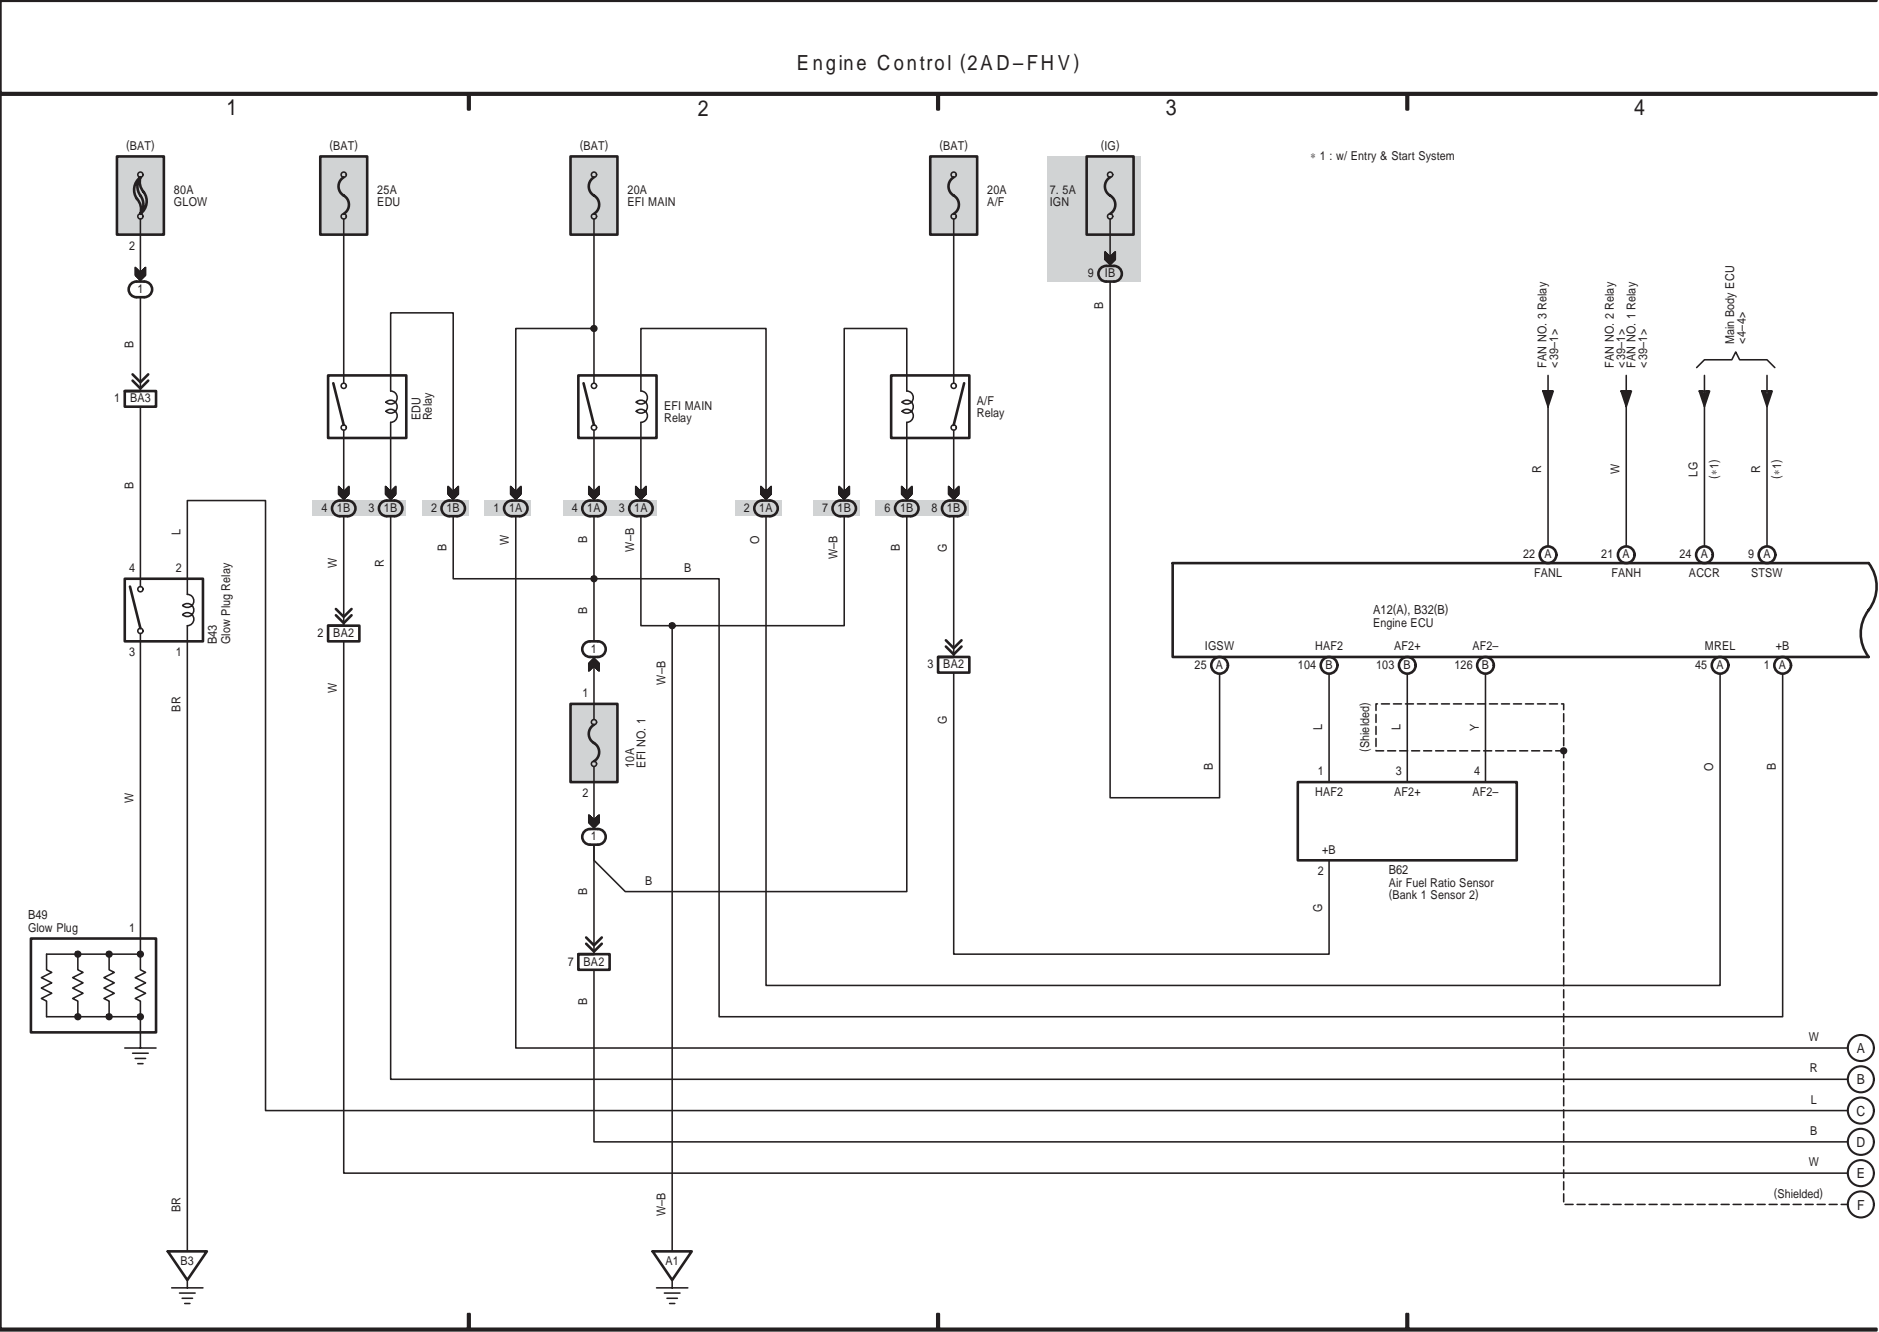 Engine Control (2AD–FHV)
1
2
3
4
(BAT)
(BAT)
(BAT)
(BAT)
(IG)
∗ 1 : w/ Entry & Start System
80A
GLOW
25A
EDU
20A
EFI MAIN
20A
A/F
7. 5A
IGN
2
1
9 IB
B
B
1 BA3
B
FAN NO. 3 Relay
<39–1>
FAN NO. 2 Relay
<39–1>
FAN NO. 1 Relay
<39–1>
Main Body ECU
<4–4>
EDU
Relay
EFI MAIN
Relay
A/F
Relay
R
W
LG
(∗1)
R
(∗1)
4 1B
3 1B
2 1B
1 1A
4 1A
3 1A
2 1A
7 1B
6 1B
8 1B
L
W
R
B
W
B
W–B
O
W–B
B
G
22 A
21 A
24 A
9 A
FANL
FANH
ACCR
STSW
4
2
B43
Glow Plug Relay
3
1
B
B
2 BA2
1
3 BA2
A12(A), B32(B)
Engine ECU
IGSW
HAF2
AF2+
AF2–
MREL
+B
25 A
104 B
103 B
126 B
45 A
1 A
BR
W
W–B
G
1
10A
EFI NO. 1
2
1
(Shielded)
L
L
Y
B
O
B
1
3
4
HAF2
AF2+
AF2–
+B
2
B62
Air Fuel Ratio Sensor
(Bank 1 Sensor 2)
W
B
B
G
B49
Glow Plug
1
7 BA2
B
W
A
R
B
L
C
B
D
W
E
(Shielded)
F
BR
W–B
B3
A1